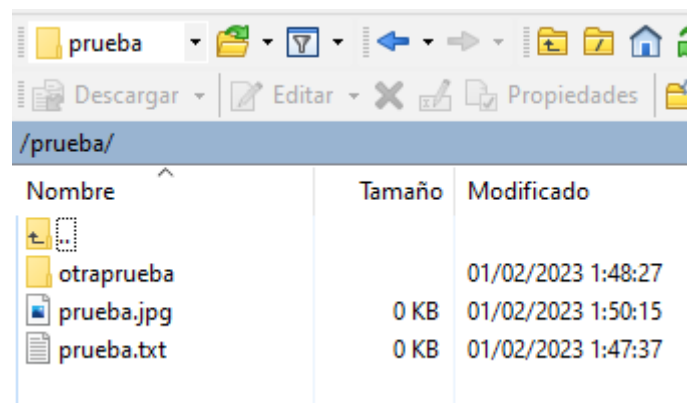 prueba
Descargar Editar Propiedades
/prueba/
Nombre Tamaño Modificado
..
otraprueba 01/02/2023 1:48:27
prueba.jpg 0 KB 01/02/2023 1:50:15
prueba.txt 0 KB 01/02/2023 1:47:37